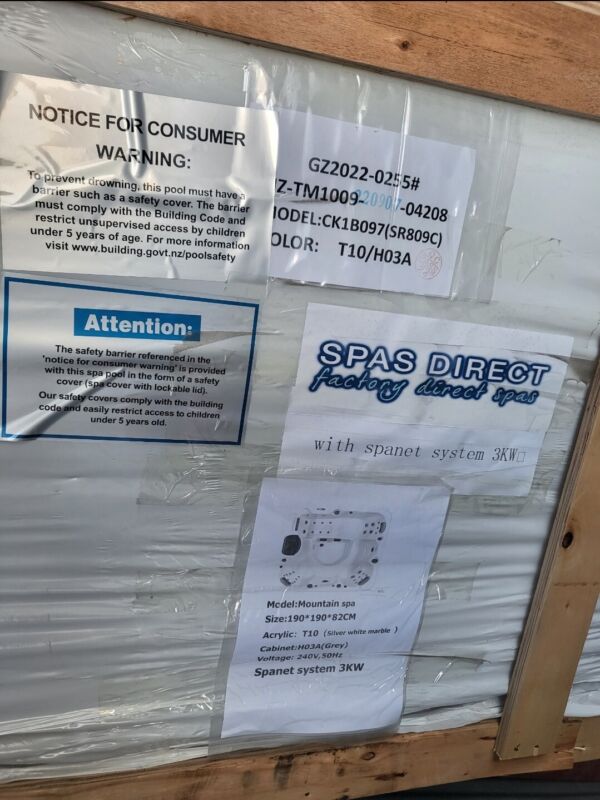 NOTICE FOR CONSUMER
WARNING:
To prevent drowning, this pool must have a
barrier such as a safety cover. The barrier
must comply with the Building Code and
restrict unsupervised access by children
under 5 years of age. For more information
visit www.building.govt.nz/poolsafety
GZ2022-0255#
Z-TM1009-220907-04208
MODEL:CK1B097(SR809C)
OLOR: T10/H03A
Attention:
The safety barrier referenced in the
'notice for consumer warning' is provided
with this spa pool in the form of a safety
cover (spa cover with lockable lid).
Our safety covers comply with the building
code and easily restrict access to children
under 5 years old.
SPAS DIRECT
factory direct spas
with spanet system 3KW□
Model:Mountain spa
Size:190*190*82CM
Acrylic: T10 (Silver white marble )
Cabinet:H03A(Grey)
Voltage: 240V,50Hz
Spanet system 3KW